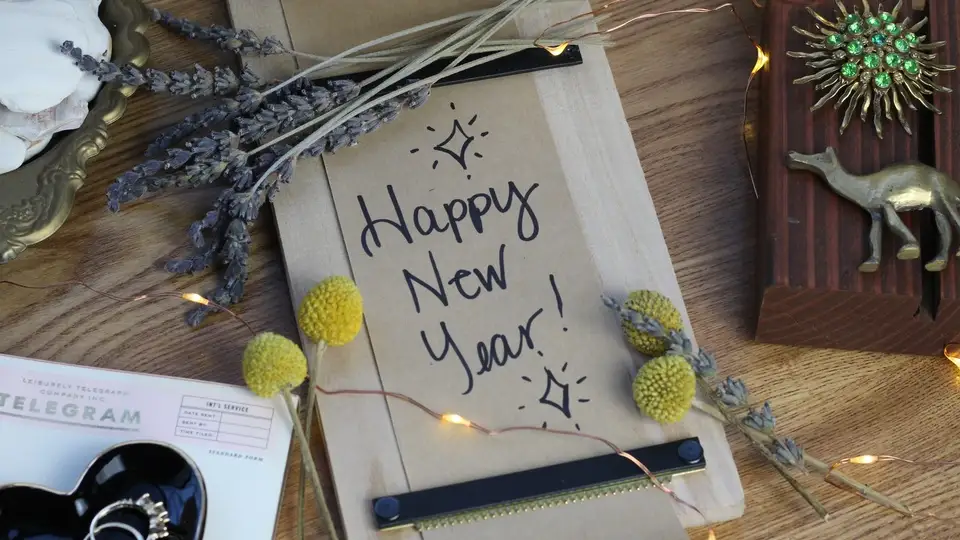 Happy
New
Year!
LEISURELY TELEGRAPH
COMPANY INC.
TELEGRAM
INT'L SERVICE
DATE SENT:
SENT BY:
TIME FILED:
STANDARD FORM